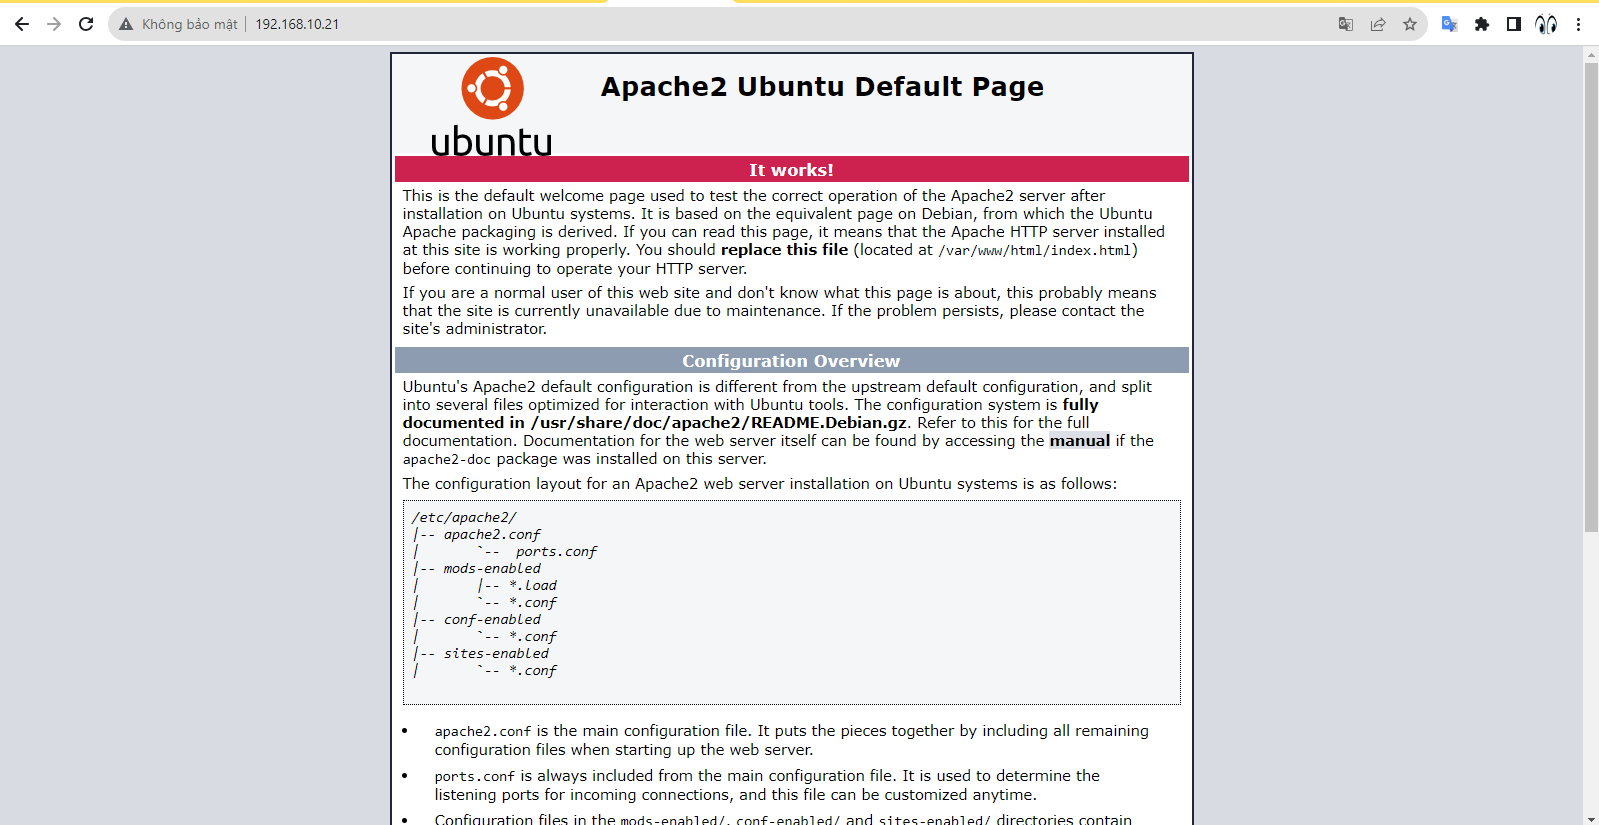 Không bảo mật 192.168.10.21
ubuntu
Apache2 Ubuntu Default Page
It works!
This is the default welcome page used to test the correct operation of the Apache2 server after
installation on Ubuntu systems. It is based on the equivalent page on Debian, from which the Ubuntu
Apache packaging is derived. If you can read this page, it means that the Apache HTTP server installed
at this site is working properly. You should replace this file (located at /var/www/html/index.html)
before continuing to operate your HTTP server.
If you are a normal user of this web site and don't know what this page is about, this probably means
that the site is currently unavailable due to maintenance. If the problem persists, please contact the
site's administrator.
Configuration Overview
Ubuntu's Apache2 default configuration is different from the upstream default configuration, and split
into several files optimized for interaction with Ubuntu tools. The configuration system is fully
documented in /usr/share/doc/apache2/README.Debian.gz. Refer to this for the full
documentation. Documentation for the web server itself can be found by accessing the manual if the
apache2-doc package was installed on this server.
The configuration layout for an Apache2 web server installation on Ubuntu systems is as follows:
/etc/apache2/
|-- apache2.conf
|       `--  ports.conf
|-- mods-enabled
|       |-- *.load
|       `-- *.conf
|-- conf-enabled
|       `-- *.conf
|-- sites-enabled
|       `-- *.conf
• apache2.conf is the main configuration file. It puts the pieces together by including all remaining
configuration files when starting up the web server.
• ports.conf is always included from the main configuration file. It is used to determine the
listening ports for incoming connections, and this file can be customized anytime.
• Configuration files in the mods-enabled/, conf-enabled/ and sites-enabled/ directories contain